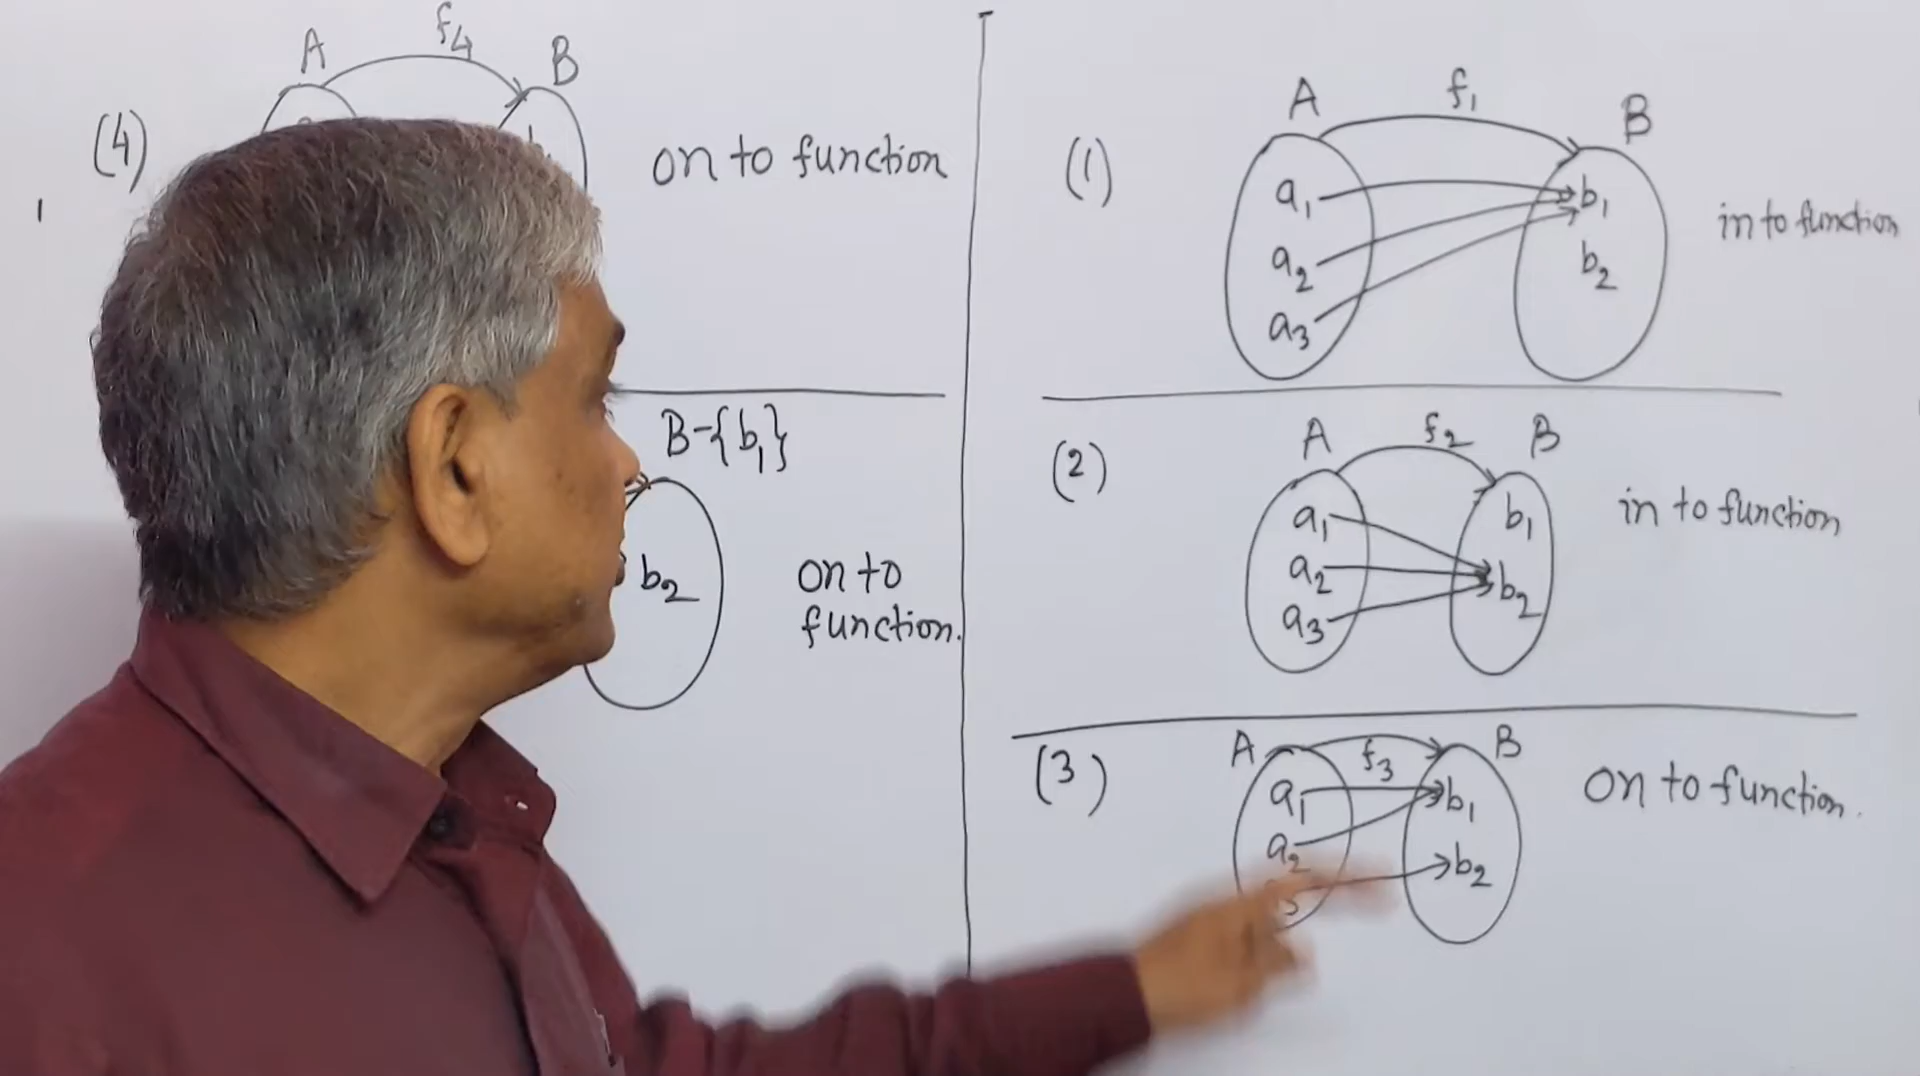 A f₄ B
(4)
on to function
B-{b₁}
b₂
on to
function.
A f₁ B
(1)
a₁ b₁
a₂ b₂
a₃
in to function
A f₂ B
(2)
a₁ b₁
a₂ b₂
a₃
in to function
A f₃ B
(3)
a₁ b₁
a₂ b₂
on to function.